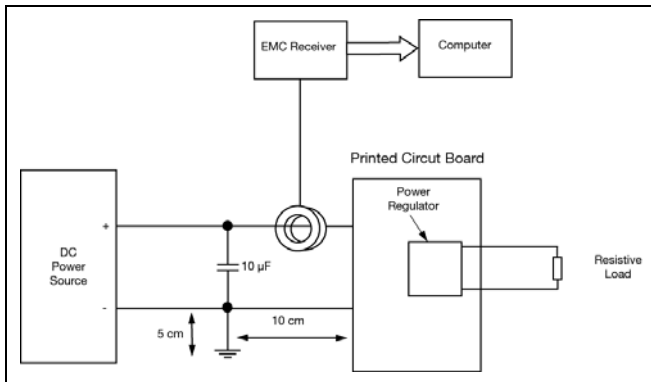 EMC Receiver
Computer
Printed Circut Board
Power
Regulator
+
DC
Power
Source
10 µF
Resistive
Load
-
5 cm
10 cm